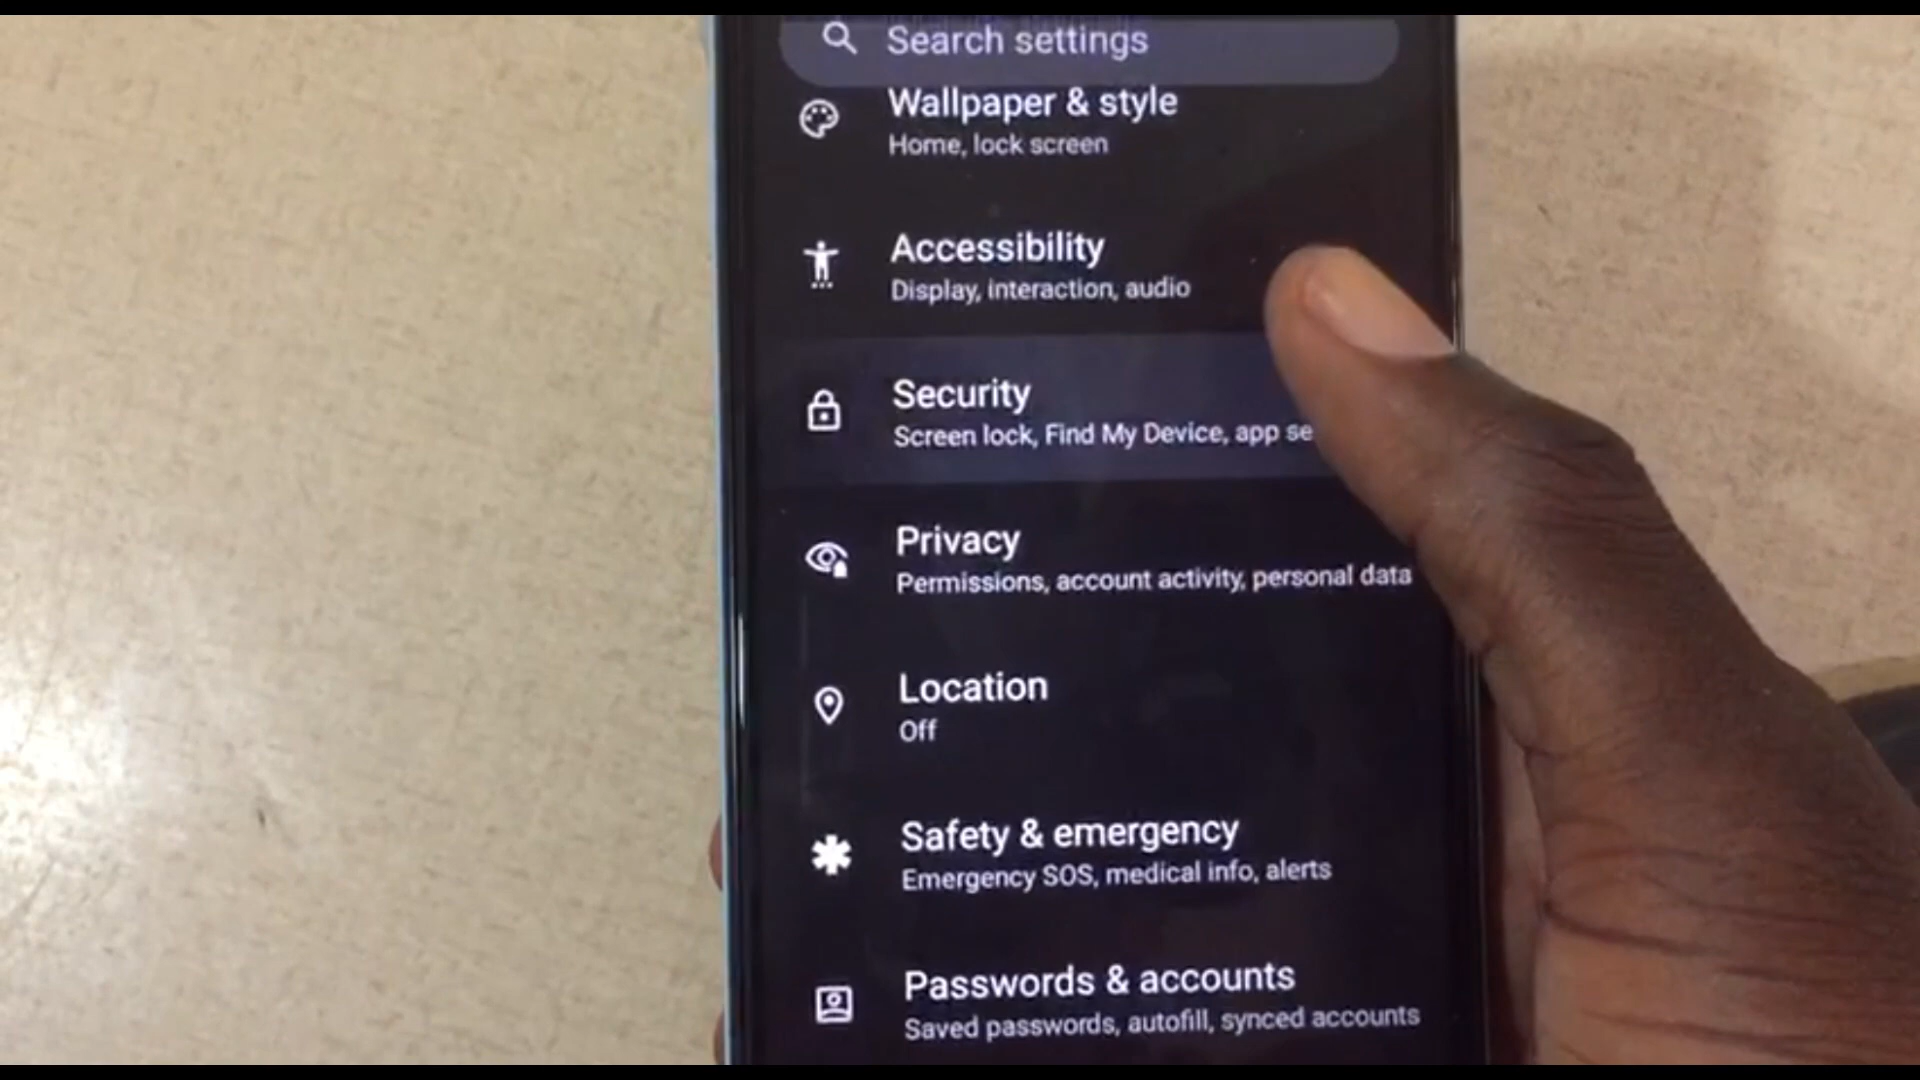 Search settings
Wallpaper & style
Home, lock screen
Accessibility
Display, interaction, audio
Security
Screen lock, Find My Device, app se
Privacy
Permissions, account activity, personal data
Location
Off
Safety & emergency
Emergency SOS, medical info, alerts
Passwords & accounts
Saved passwords, autofill, synced accounts